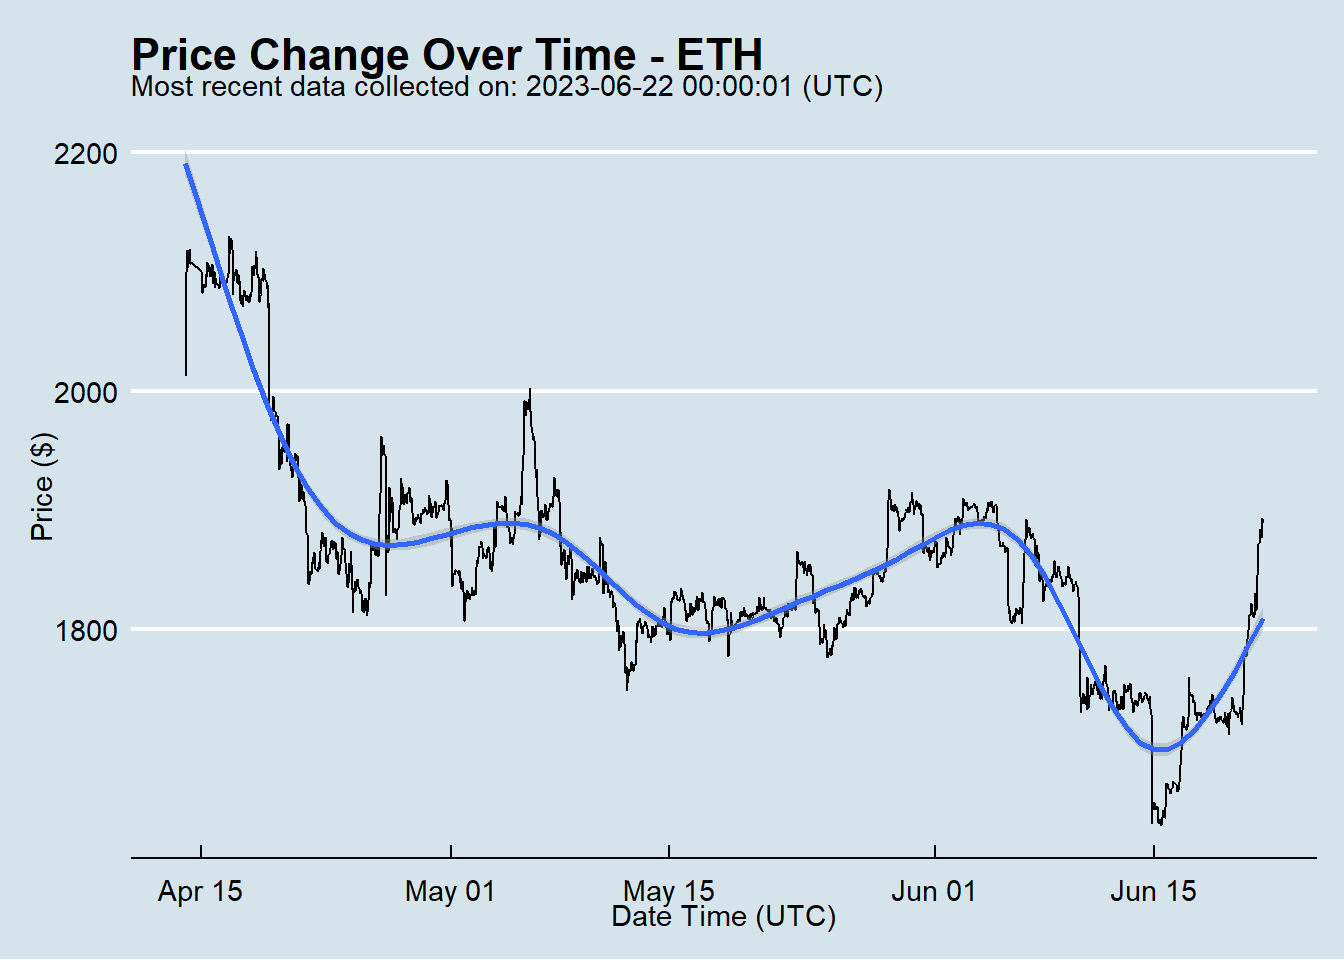 Price Change Over Time - ETH
Most recent data collected on: 2023-06-22 00:00:01 (UTC)
2200
2000
1800
Price ($)
Apr 15
May 01
May 15
Jun 01
Jun 15
Date Time (UTC)